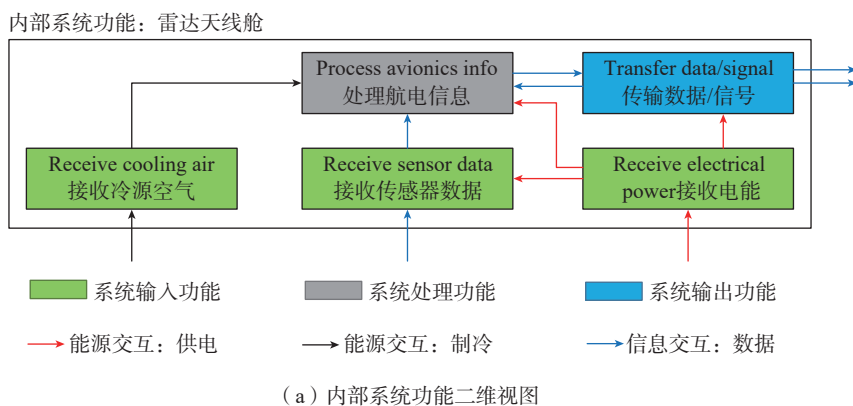 内部系统功能：雷达天线舱
Process avionics info
处理航电信息
Transfer data/signal
传输数据/信号
Receive cooling air
接收冷源空气
Receive sensor data
接收传感器数据
Receive electrical
power接收电能
系统输入功能
系统处理功能
系统输出功能
能源交互：供电
能源交互：制冷
信息交互：数据
（a）内部系统功能二维视图